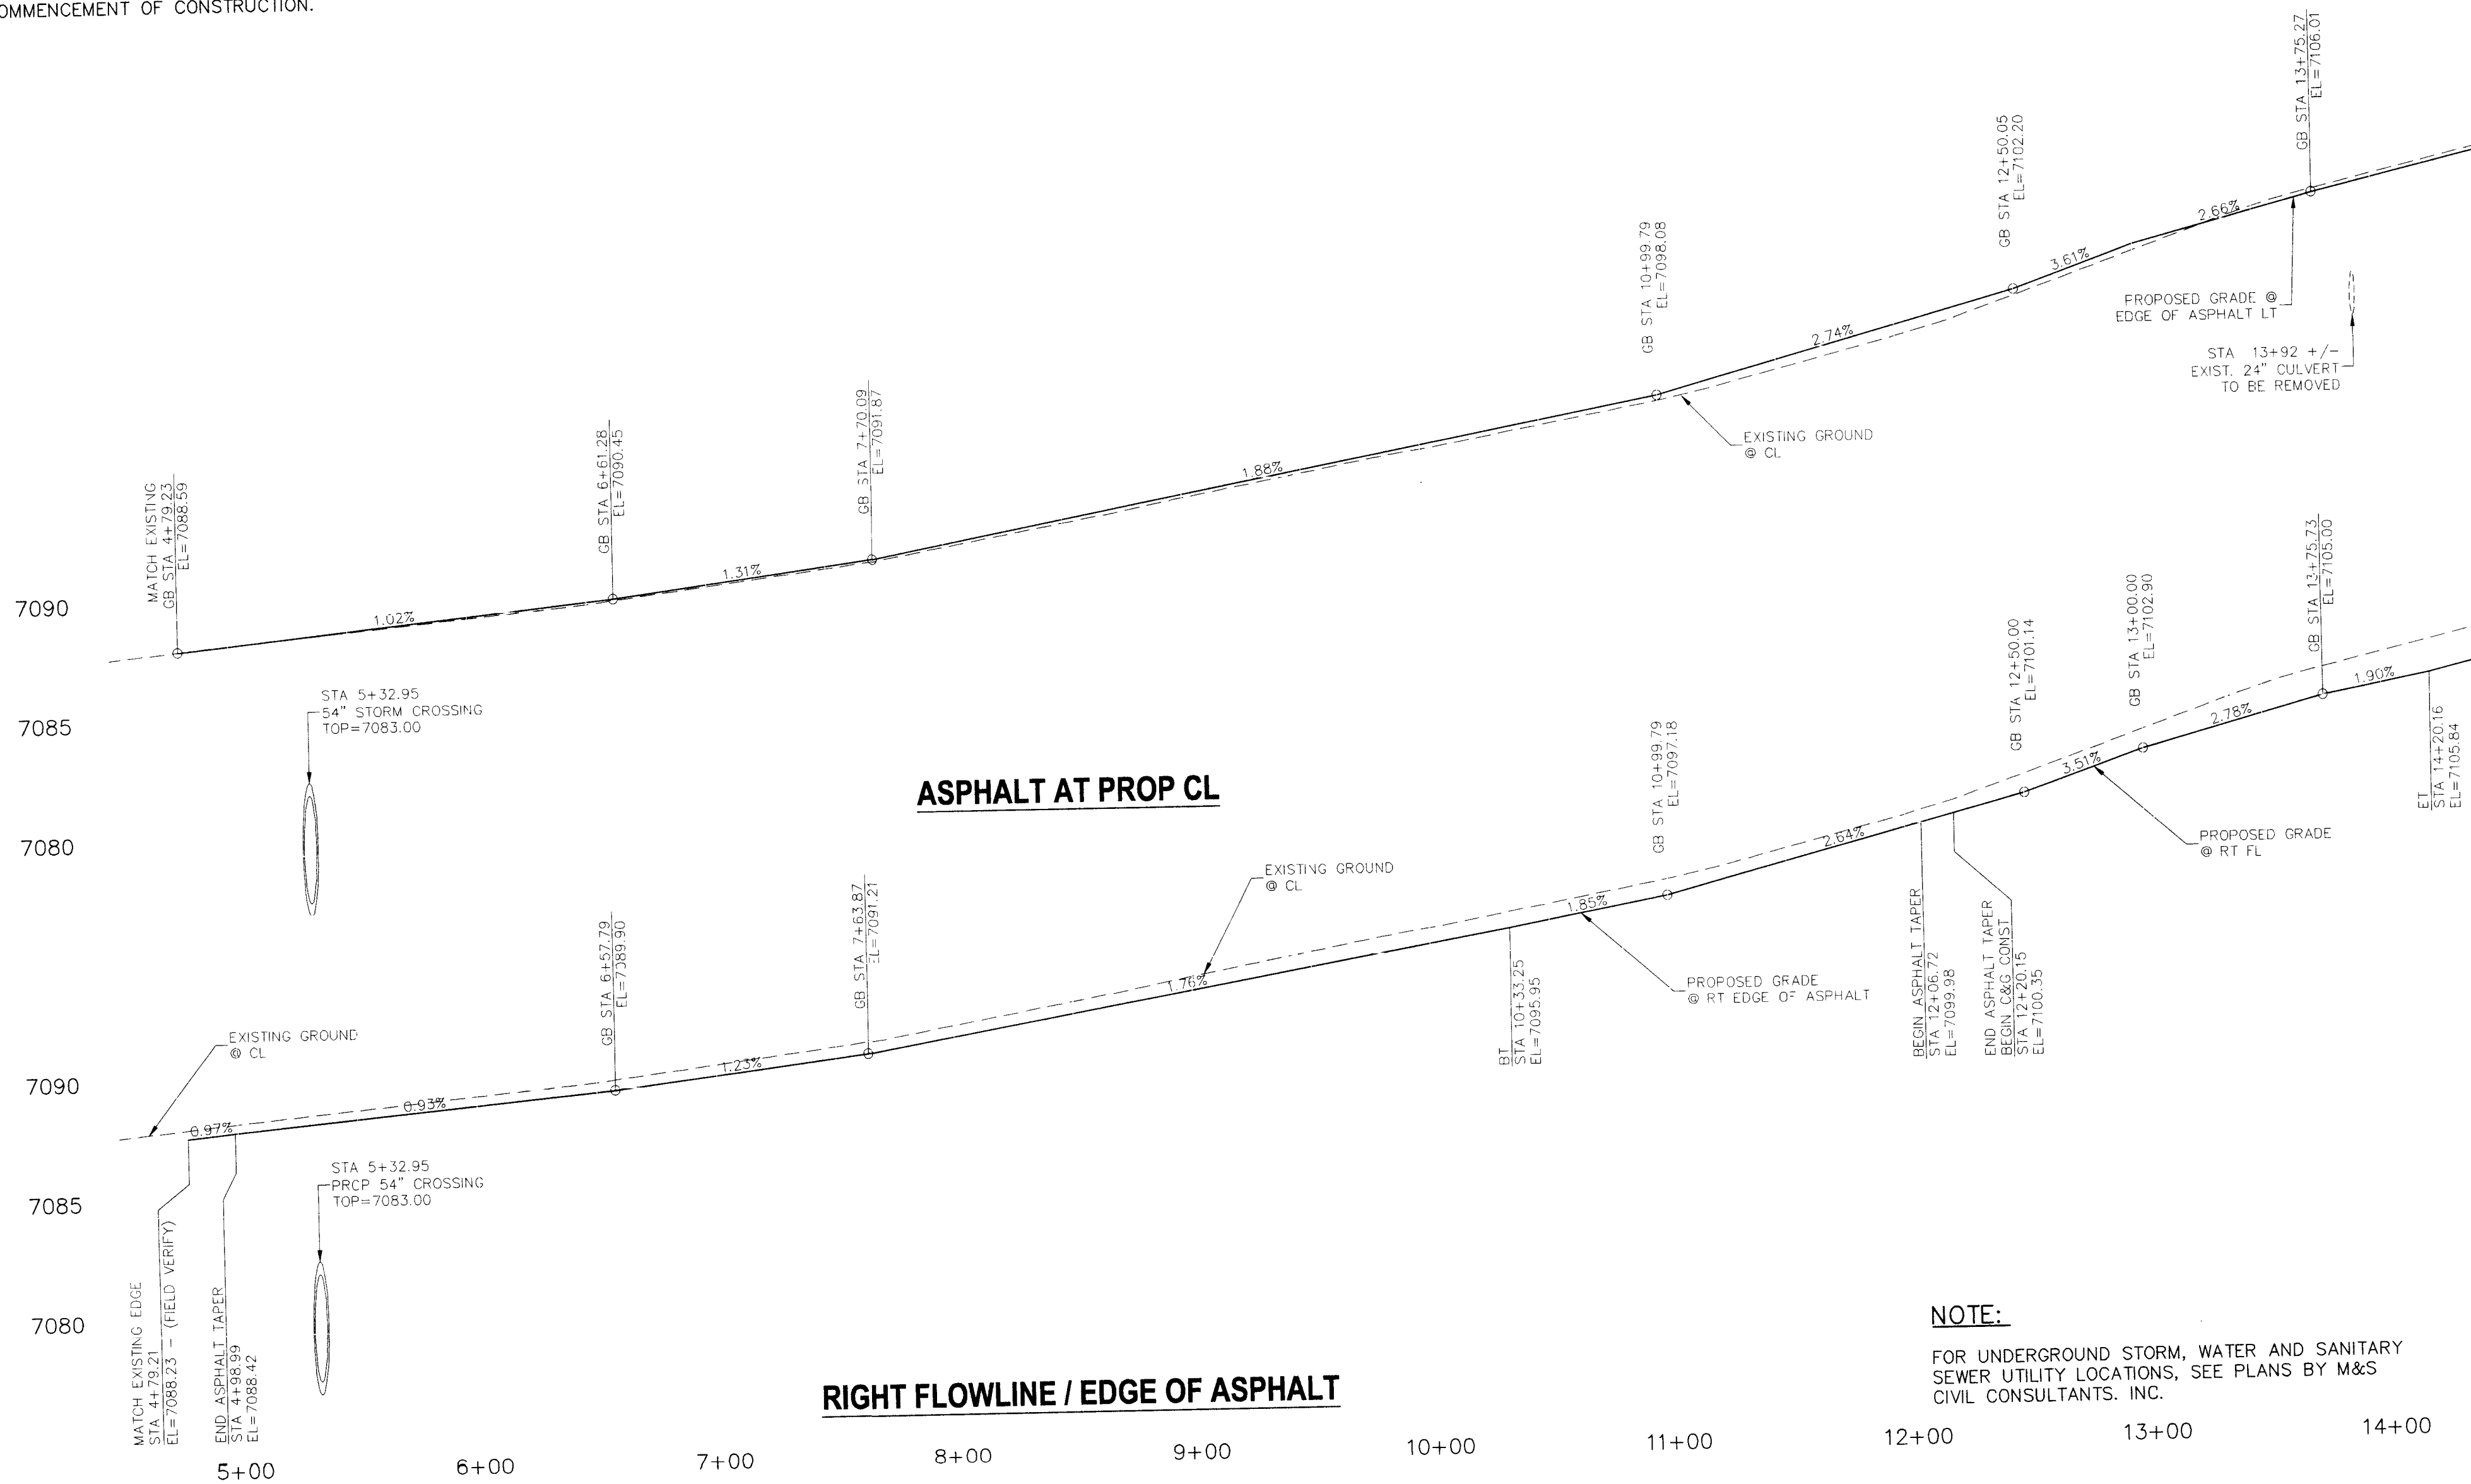 OMMENCEMENT OF CONSTRUCTION.
MATCH EXISTING
GB STA 4+79.23
EL=7088.59
GB STA 6+61.28
EL=7090.45
GB STA 7+70.09
EL=7091.87
GB STA 10+99.79
EL=7098.08
GB STA 12+50.05
EL=7102.20
GB STA 13+75.27
EL=7106.01
1.02%
1.31%
1.88%
2.74%
3.61%
2.66%
EXISTING GROUND
@ CL
PROPOSED GRADE @
EDGE OF ASPHALT LT
STA 13+92 +/-
EXIST. 24" CULVERT
TO BE REMOVED
7090
7085
7080
STA 5+32.95
54" STORM CROSSING
TOP=7083.00
ASPHALT AT PROP CL
GB STA 6+57.79
EL=7089.90
GB STA 7+63.87
EL=7091.21
GB STA 10+99.79
EL=7097.18
GB STA 12+50.00
EL=7101.14
GB STA 13+00.00
EL=7102.90
GB STA 13+75.73
EL=7105.00
0.97%
0.93%
1.23%
1.76%
1.85%
2.64%
3.51%
2.78%
1.90%
EXISTING GROUND
@ CL
EXISTING GROUND
@ CL
PROPOSED GRADE
@ RT EDGE OF ASPHALT
PROPOSED GRADE
@ RT FL
BT
STA 10+33.25
EL=7095.95
BEGIN ASPHALT TAPER
STA 12+06.72
EL=7099.98
END ASPHALT TAPER
BEGIN C&G CONST
STA 12+20.15
EL=7100.35
ET
STA 14+20.16
EL=7105.84
7090
7085
7080
STA 5+32.95
PRCP 54" CROSSING
TOP=7083.00
MATCH EXISTING EDGE
STA 4+79.21
EL=7088.23 - (FIELD VERIFY)
END ASPHALT TAPER
STA 4+98.99
EL=7088.42
RIGHT FLOWLINE / EDGE OF ASPHALT
NOTE:
FOR UNDERGROUND STORM, WATER AND SANITARY
SEWER UTILITY LOCATIONS, SEE PLANS BY M&S
CIVIL CONSULTANTS. INC.
5+00 6+00 7+00 8+00 9+00 10+00 11+00 12+00 13+00 14+00